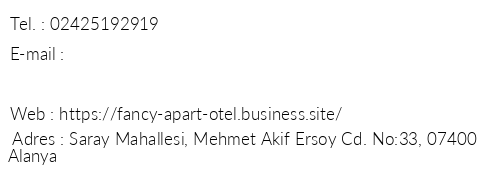 Tel. : 02425192919
E-mail :
Web : https://fancy-apart-otel.business.site/
Adres : Saray Mahallesi, Mehmet Akif Ersoy Cd. No:33, 07400
Alanya